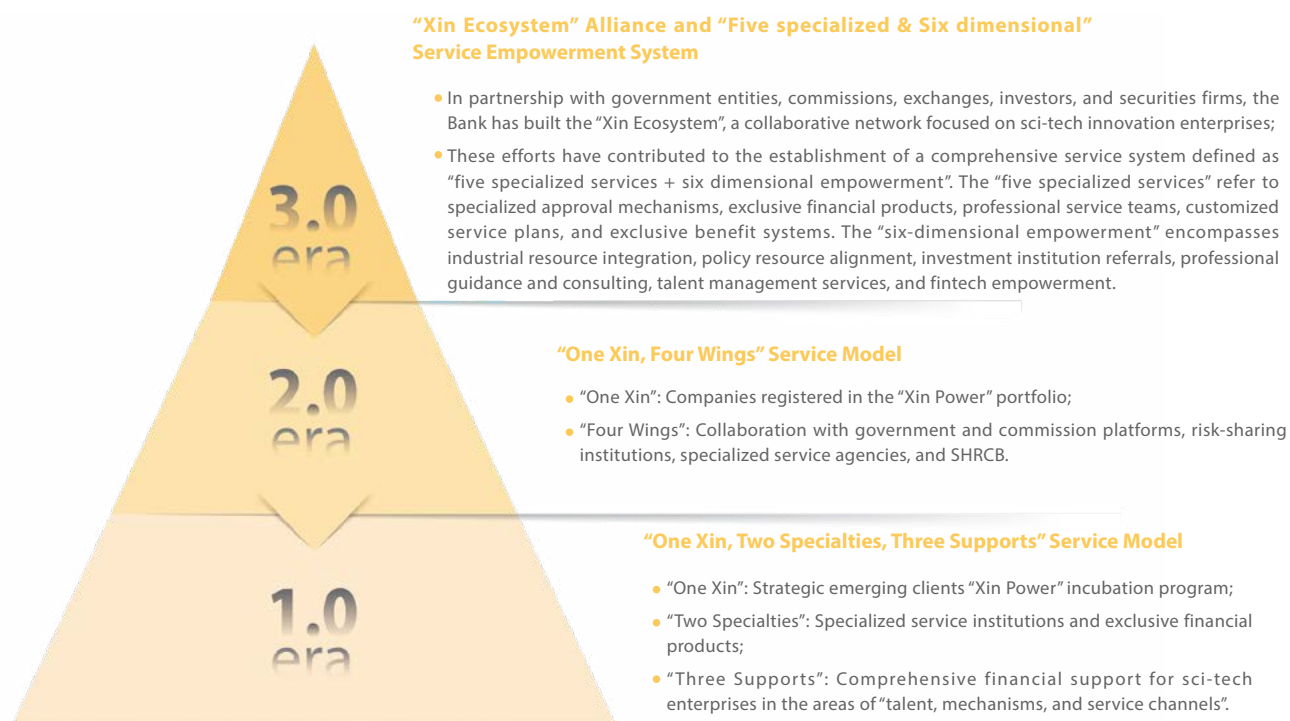 “Xin Ecosystem” Alliance and “Five specialized & Six dimensional”
Service Empowerment System
• In partnership with government entities, commissions, exchanges, investors, and securities firms, the
Bank has built the “Xin Ecosystem”, a collaborative network focused on sci-tech innovation enterprises;
• These efforts have contributed to the establishment of a comprehensive service system defined as
“five specialized services + six dimensional empowerment”. The “five specialized services” refer to
specialized approval mechanisms, exclusive financial products, professional service teams, customized
service plans, and exclusive benefit systems. The “six-dimensional empowerment” encompasses
industrial resource integration, policy resource alignment, investment institution referrals, professional
guidance and consulting, talent management services, and fintech empowerment.
3.0
era
“One Xin, Four Wings” Service Model
• “One Xin”: Companies registered in the “Xin Power” portfolio;
• “Four Wings”: Collaboration with government and commission platforms, risk-sharing
institutions, specialized service agencies, and SHRCB.
2.0
era
“One Xin, Two Specialties, Three Supports” Service Model
• “One Xin”: Strategic emerging clients “Xin Power” incubation program;
• “Two Specialties”: Specialized service institutions and exclusive financial
products;
• “Three Supports”: Comprehensive financial support for sci-tech
enterprises in the areas of “talent, mechanisms, and service channels”.
1.0
era